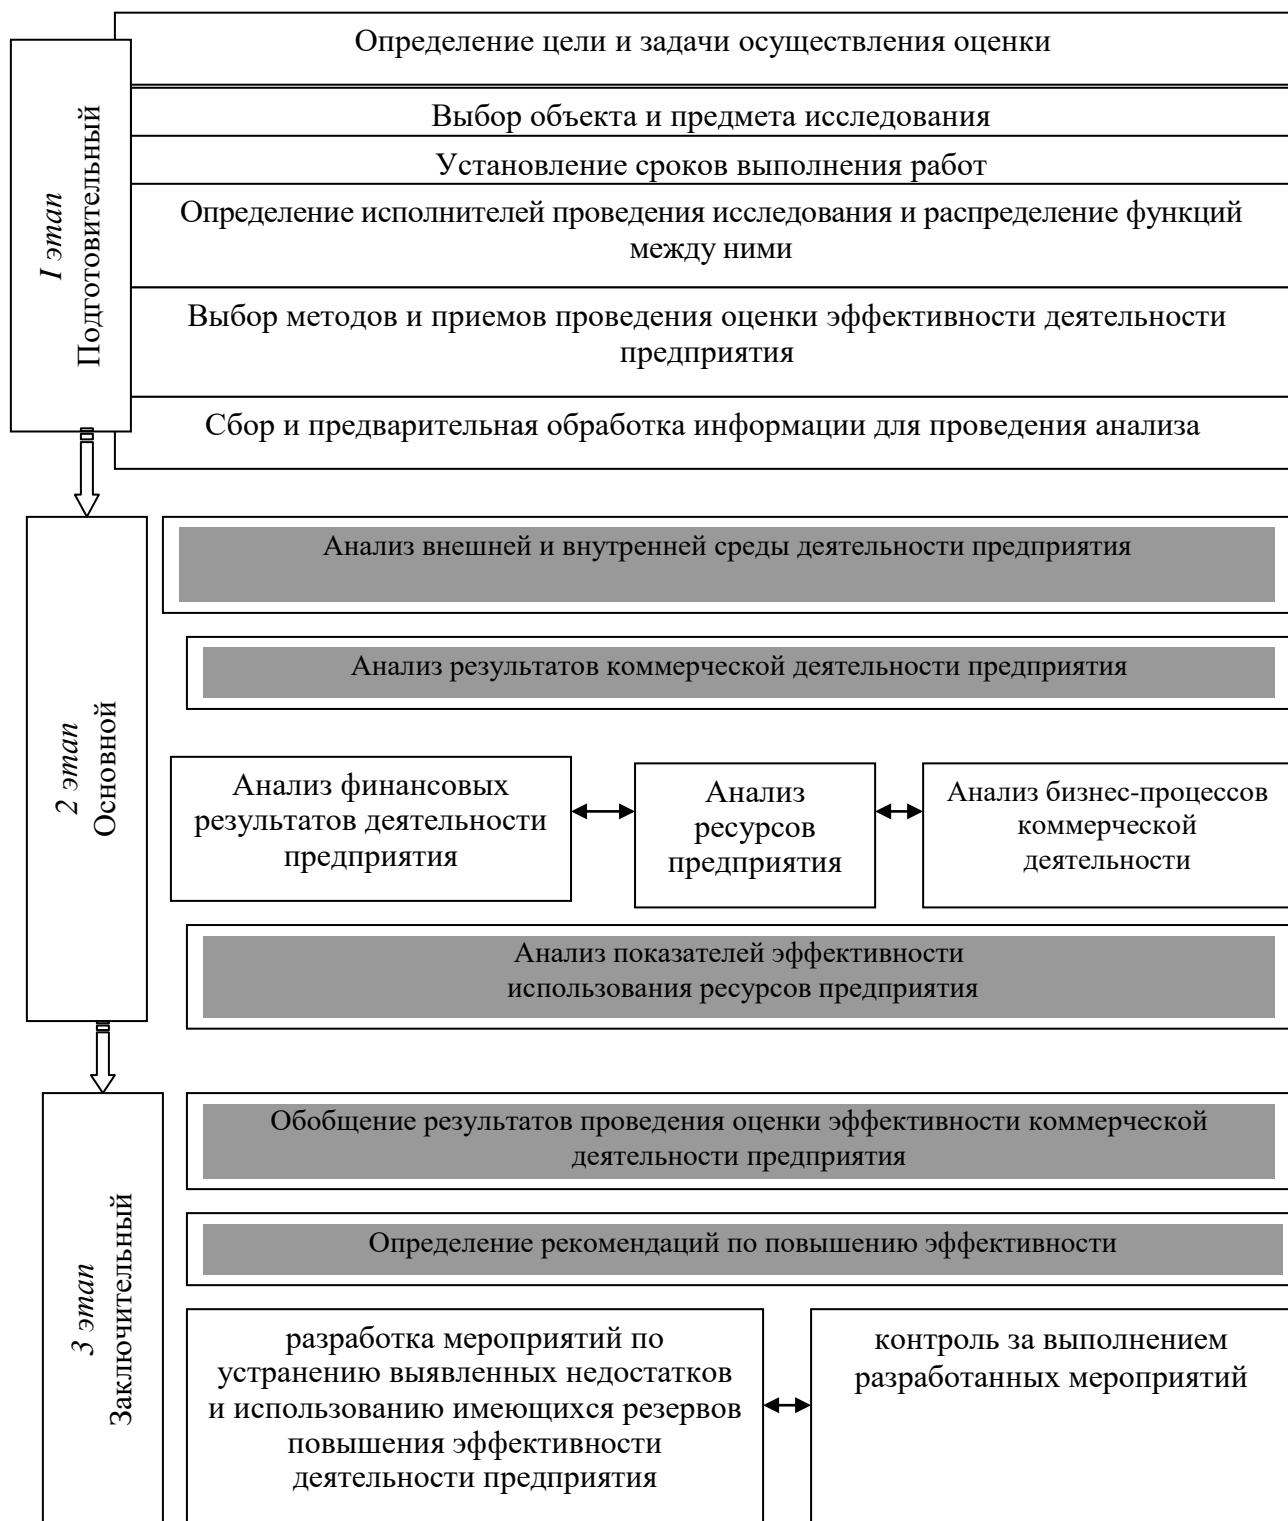 I этап
Подготовительный
Определение цели и задачи осуществления оценки
Выбор объекта и предмета исследования
Установление сроков выполнения работ
Определение исполнителей проведения исследования и распределение функций
между ними
Выбор методов и приемов проведения оценки эффективности деятельности
предприятия
Сбор и предварительная обработка информации для проведения анализа
2 этап
Основной
Анализ внешней и внутренней среды деятельности предприятия
Анализ результатов коммерческой деятельности предприятия
Анализ финансовых
результатов деятельности
предприятия
Анализ
ресурсов
предприятия
Анализ бизнес-процессов
коммерческой
деятельности
Анализ показателей эффективности
использования ресурсов предприятия
3 этап
Заключительный
Обобщение результатов проведения оценки эффективности коммерческой
деятельности предприятия
Определение рекомендаций по повышению эффективности
разработка мероприятий по
устранению выявленных недостатков
и использованию имеющихся резервов
повышения эффективности
деятельности предприятия
контроль за выполнением
разработанных мероприятий